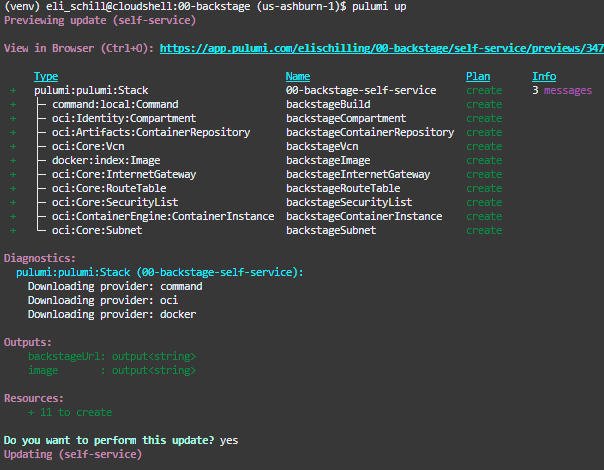 (venv) eli_schill@cloudshell:00-backstage (us-ashburn-1)$ pulumi up
Previewing update (self-service)
View in Browser (Ctrl+O): https://app.pulumi.com/elischilling/00-backstage/self-service/previews/347
Type Name Plan Info
+ pulumi:pulumi:Stack 00-backstage-self-service create 3 messages
+ ├─ command:local:Command backstageBuild create
+ ├─ oci:Identity:Compartment backstageCompartment create
+ ├─ oci:Artifacts:ContainerRepository backstageContainerRepository create
+ ├─ oci:Core:Vcn backstageVcn create
+ ├─ docker:index:Image backstageImage create
+ ├─ oci:Core:InternetGateway backstageInternetGateway create
+ ├─ oci:Core:RouteTable backstageRouteTable create
+ ├─ oci:Core:SecurityList backstageSecurityList create
+ ├─ oci:ContainerEngine:ContainerInstance backstageContainerInstance create
+ └─ oci:Core:Subnet backstageSubnet create
Diagnostics:
pulumi:pulumi:Stack (00-backstage-self-service):
Downloading provider: command
Downloading provider: oci
Downloading provider: docker
Outputs:
backstageUrl: output<string>
image : output<string>
Resources:
+ 11 to create
Do you want to perform this update? yes
Updating (self-service)